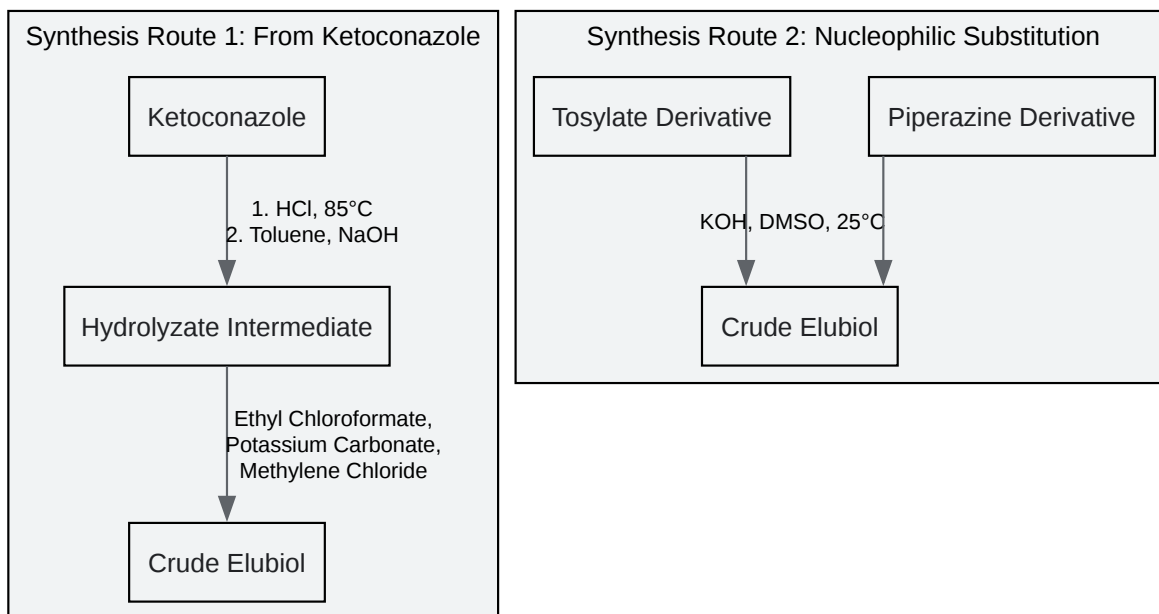 Synthesis Route 1: From Ketoconazole
Ketoconazole
1. HCl, 85°C
2. Toluene, NaOH
Hydrolyzate Intermediate
Ethyl Chloroformate,
Potassium Carbonate,
Methylene Chloride
Crude Elubiol
Synthesis Route 2: Nucleophilic Substitution
Tosylate Derivative
Piperazine Derivative
KOH, DMSO, 25°C
Crude Elubiol